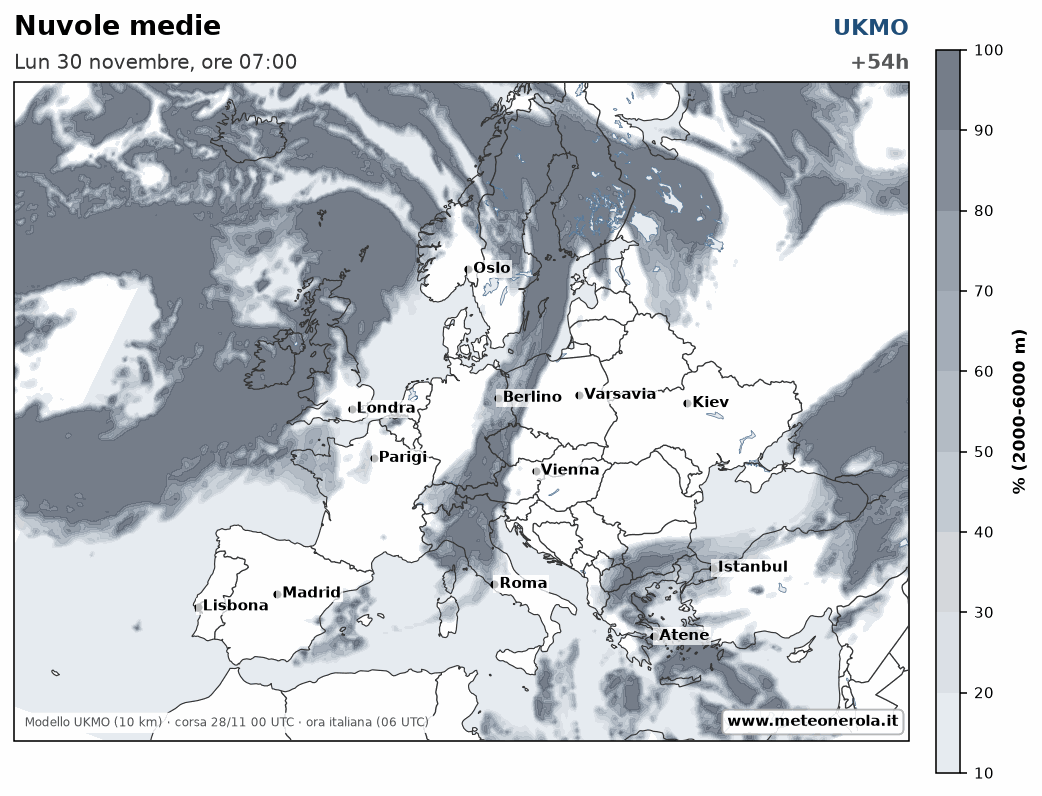 Nuvole medie
UKMO
Lun 30 novembre, ore 07:00
+54h
100
90
80
70
60
50
40
30
20
10
% (2000-6000 m)
Oslo
Berlino
Varsavia
Kiev
Londra
Parigi
Vienna
Istanbul
Roma
Madrid
Lisbona
Atene
Modello UKMO (10 km) · corsa 28/11 00 UTC · ora italiana (06 UTC)
www.meteonerola.it